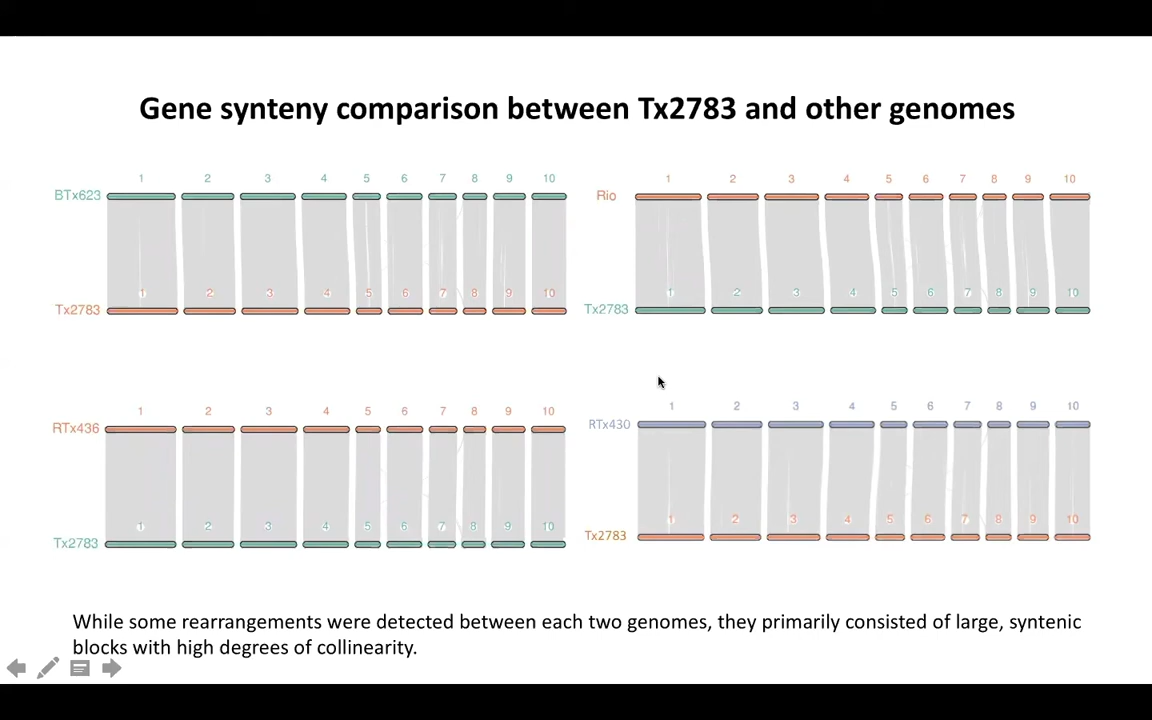 Gene synteny comparison between Tx2783 and other genomes
1 2 3 4 5 6 7 8 9 10
BTx623
1 2 3 4 5 6 7 8 9 10
Tx2783
1 2 3 4 5 6 7 8 9 10
Rio
1 2 3 4 5 6 7 8 9 10
Tx2783
1 2 3 4 5 6 7 8 9 10
RTx436
1 2 3 4 5 6 7 8 9 10
Tx2783
1 2 3 4 5 6 7 8 9 10
RTx430
1 2 3 4 5 6 7 8 9 10
Tx2783
While some rearrangements were detected between each two genomes, they primarily consisted of large, syntenic
blocks with high degrees of collinearity.